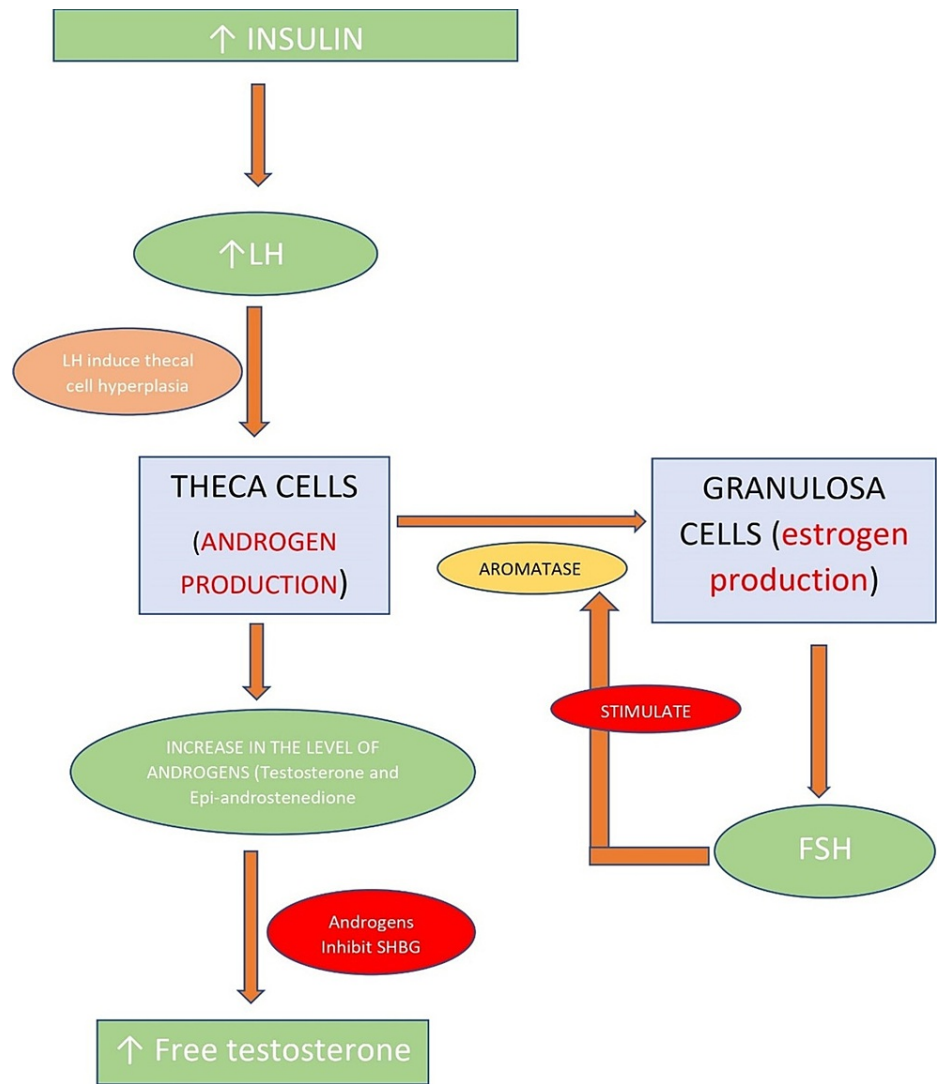 ↑ INSULIN
↑LH
LH induce thecal
cell hyperplasia
THECA CELLS
(ANDROGEN
PRODUCTION)
GRANULOSA
CELLS (estrogen
production)
AROMATASE
STIMULATE
INCREASE IN THE LEVEL OF
ANDROGENS (Testosterone and
Epi-androstenedione
FSH
Androgens
Inhibit SHBG
↑ Free testosterone